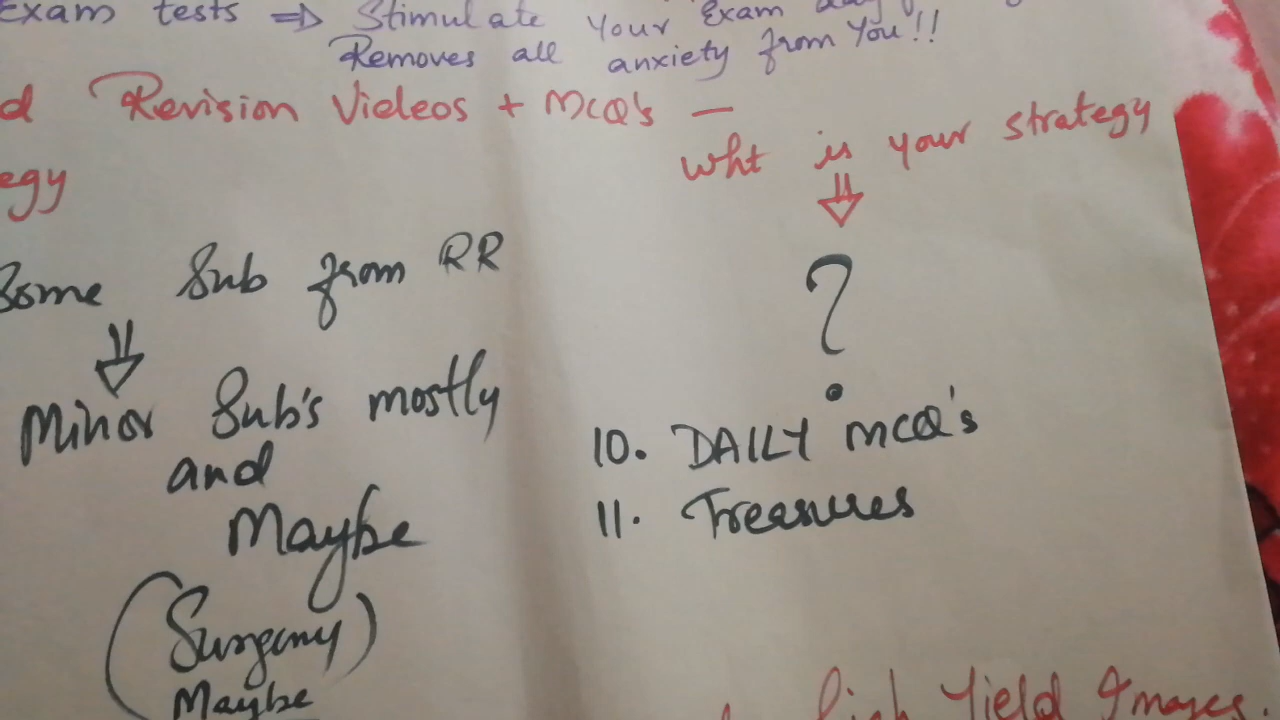 Exam tests ⇒ Stimulate your Exam day
Removes all anxiety from You!!
d Revision Videos + McQ's —
wht is your strategy
egy
⇓
?
Some Sub from RR
⇓
Minor Sub's mostly
and
Maybe
(Surgery)
Maybe
10. DAILY mcQ's
11. Treasures
high Yield Images.